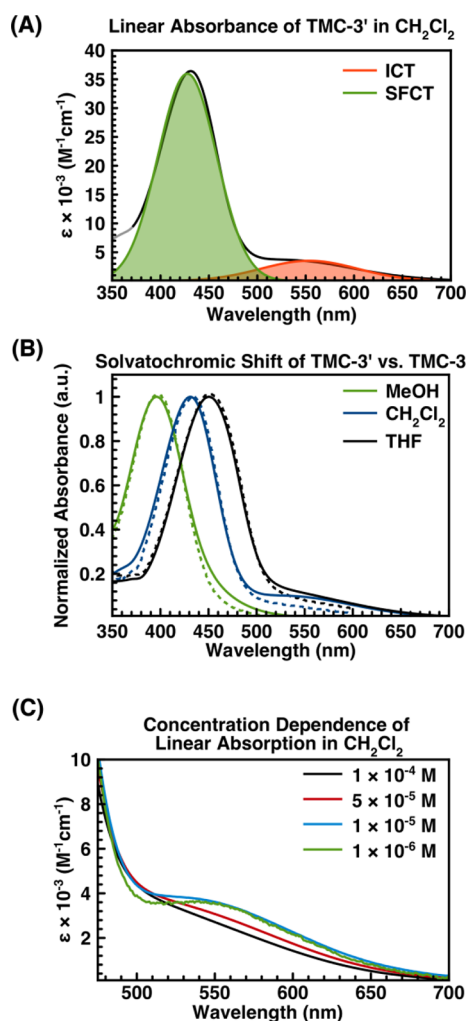 (A) Linear Absorbance of TMC-3' in CH₂Cl₂
ε × 10⁻³ (M⁻¹cm⁻¹)
40
35
30
25
20
15
10
5
ICT
SFCT
350 400 450 500 550 600 650 700
Wavelength (nm)
(B)
Solvatochromic Shift of TMC-3' vs. TMC-3
Normalized Absorbance (a.u.)
1
0.8
0.6
0.4
0.2
MeOH
CH₂Cl₂
THF
350 400 450 500 550 600 650 700
Wavelength (nm)
(C)
Concentration Dependence of
Linear Absorption in CH₂Cl₂
ε × 10⁻³ (M⁻¹cm⁻¹)
10
8
6
4
2
1 × 10⁻⁴ M
5 × 10⁻⁵ M
1 × 10⁻⁵ M
1 × 10⁻⁶ M
500 550 600 650 700
Wavelength (nm)